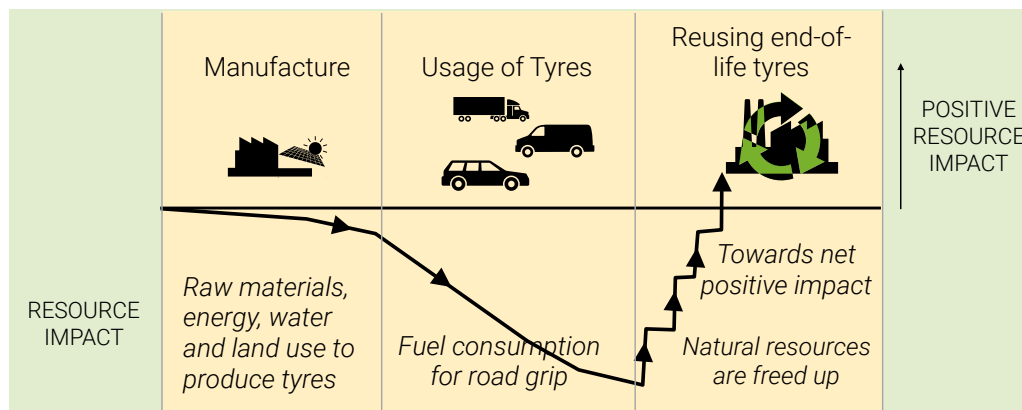 Manufacture
Usage of Tyres
Reusing end-of-
life tyres
POSITIVE
RESOURCE
IMPACT
RESOURCE
IMPACT
Raw materials,
energy, water
and land use to
produce tyres
Fuel consumption
for road grip
Towards net
positive impact
Natural resources
are freed up